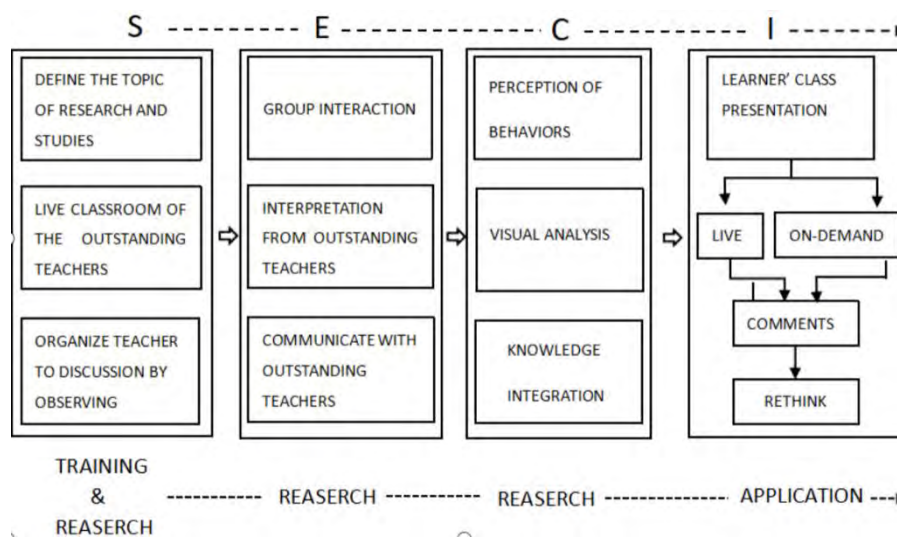 S
E
C
I
DEFINE THE TOPIC
OF RESEARCH AND
STUDIES
LIVE CLASSROOM OF
THE OUTSTANDING
TEACHERS
ORGANIZE TEACHER
TO DISCUSSION BY
OBSERVING
GROUP INTERACTION
INTERPRETATION
FROM OUTSTANDING
TEACHERS
COMMUNICATE WITH
OUTSTANDING
TEACHERS
PERCEPTION OF
BEHAVIORS
VISUAL ANALYSIS
KNOWLEDGE
INTEGRATION
LEARNER’ CLASS
PRESENTATION
LIVE
ON-DEMAND
COMMENTS
RETHINK
TRAINING
&
REASERCH
REASERCH
REASERCH
APPLICATION